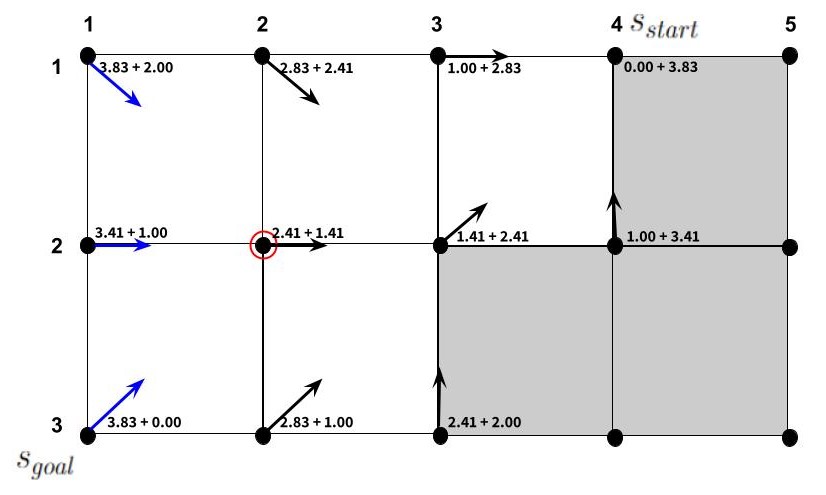 1 2 3 4 s_start 5
1 3.83 + 2.00 2.83 + 2.41 1.00 + 2.83 0.00 + 3.83
2 3.41 + 1.00 2.41 + 1.41 1.41 + 2.41 1.00 + 3.41
3 3.83 + 0.00 2.83 + 1.00 2.41 + 2.00
s_goal